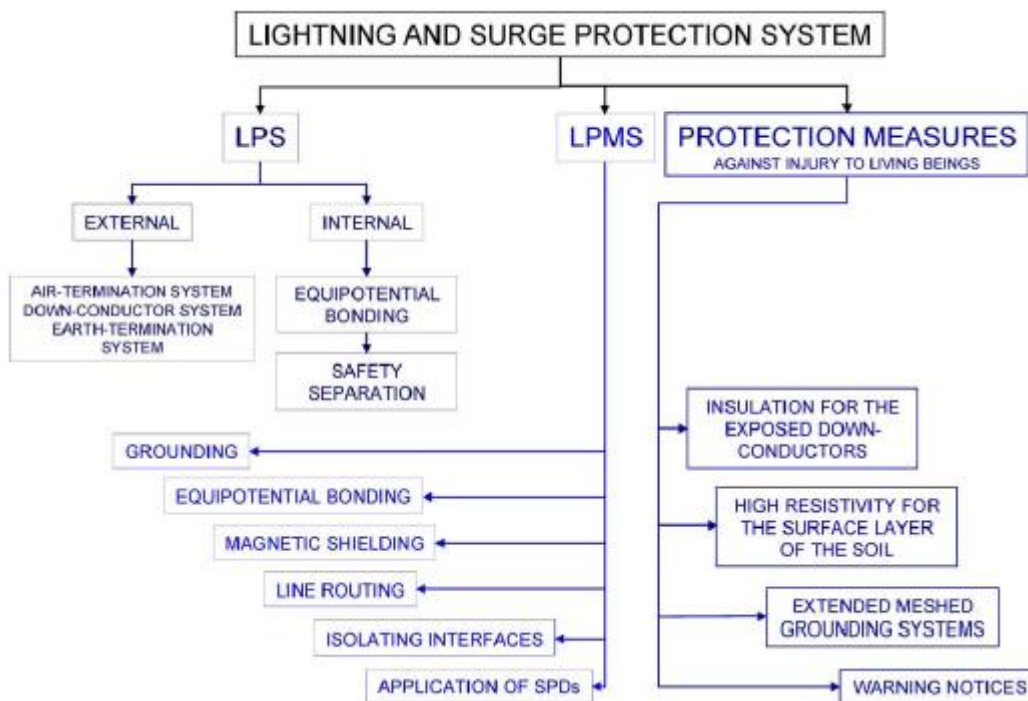 LIGHTNING AND SURGE PROTECTION SYSTEM
LPS
LPMS
PROTECTION MEASURES
AGAINST INJURY TO LIVING BEINGS
EXTERNAL
INTERNAL
AIR-TERMINATION SYSTEM
DOWN-CONDUCTOR SYSTEM
EARTH-TERMINATION
SYSTEM
EQUIPOTENTIAL
BONDING
SAFETY
SEPARATION
GROUNDING
EQUIPOTENTIAL BONDING
MAGNETIC SHIELDING
LINE ROUTING
ISOLATING INTERFACES
APPLICATION OF SPDs
INSULATION FOR THE
EXPOSED DOWN-
CONDUCTORS
HIGH RESISTIVITY FOR
THE SURFACE LAYER
OF THE SOIL
EXTENDED MESHED
GROUNDING SYSTEMS
WARNING NOTICES